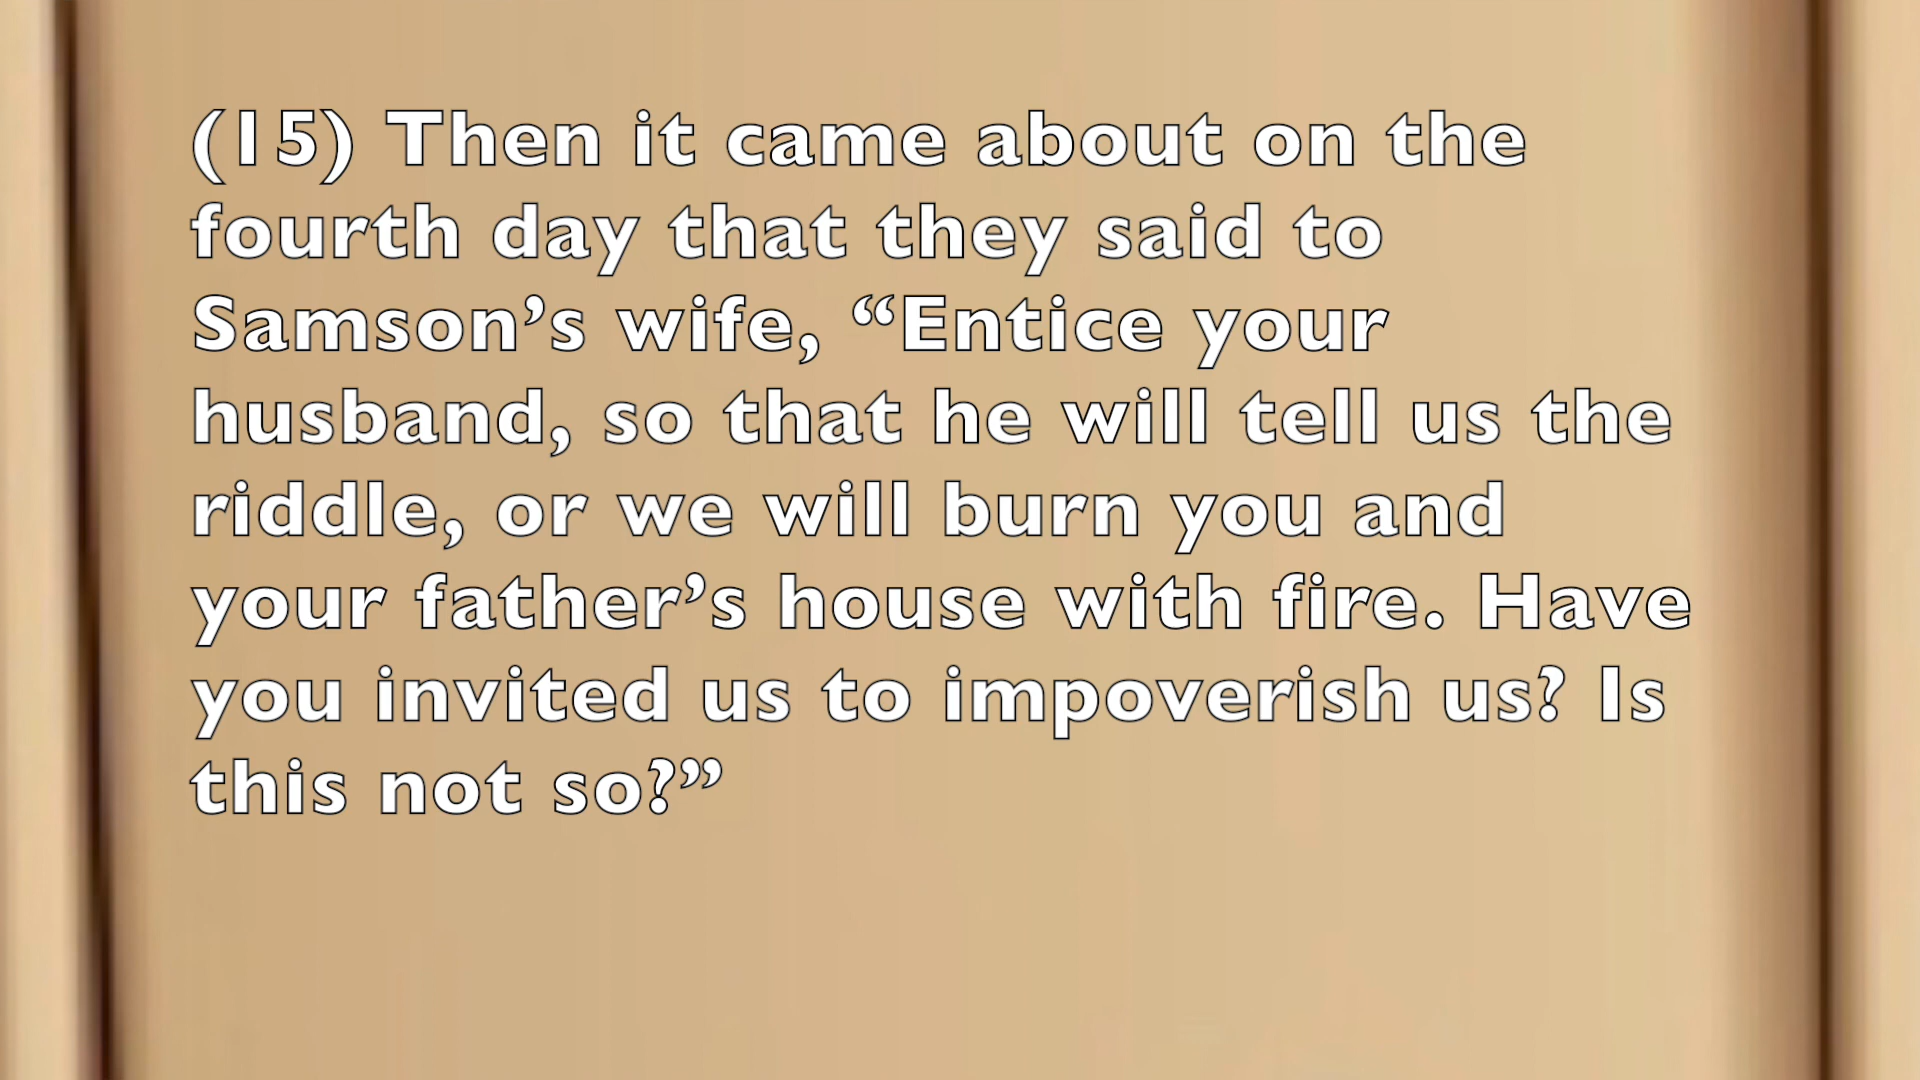 (15) Then it came about on the
fourth day that they said to
Samson’s wife, “Entice your
husband, so that he will tell us the
riddle, or we will burn you and
your father’s house with fire. Have
you invited us to impoverish us? Is
this not so?”